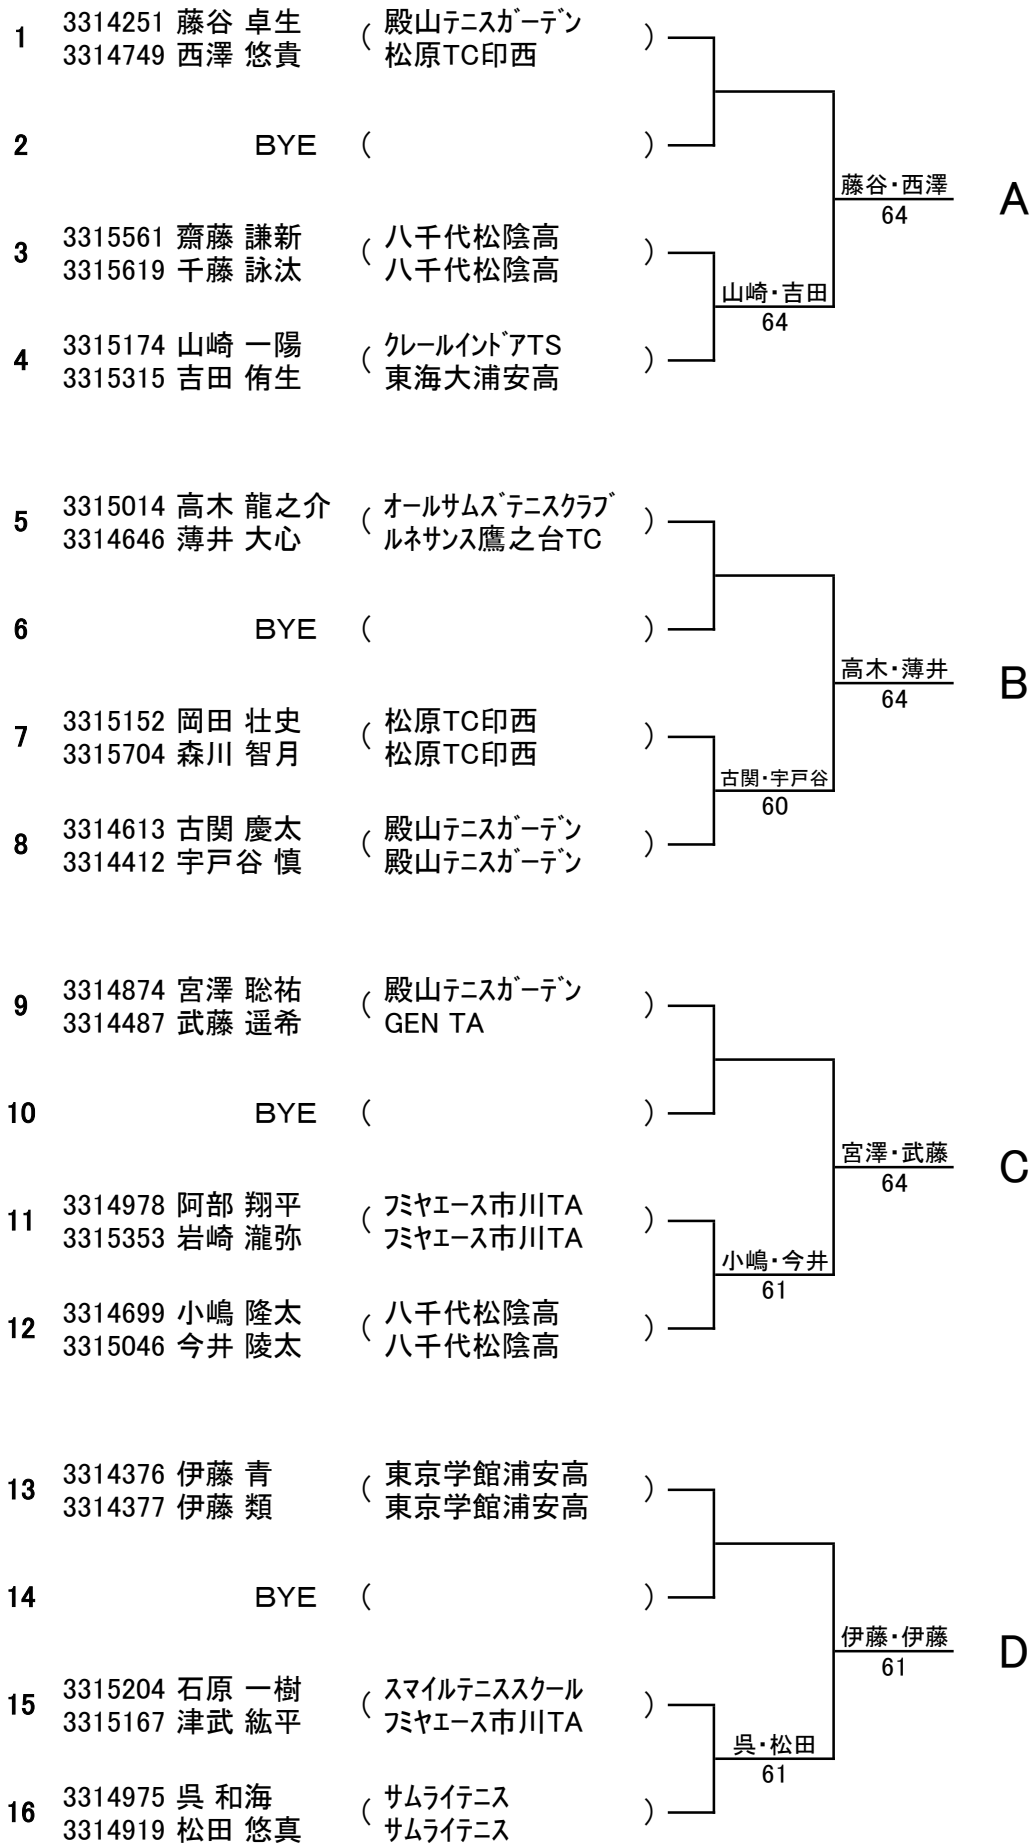 1 3314251 藤谷 卓生 ( 殿山テニスガーデン )
3314749 西澤 悠貴 松原TC印西
2 BYE ( )
藤谷・西澤 A
64
3 3315561 齋藤 謙新 ( 八千代松陰高 )
3315619 千藤 詠汰 八千代松陰高
山崎・吉田
64
4 3315174 山崎 一陽 ( クレールインドアTS )
3315315 吉田 侑生 東海大浦安高
5 3315014 高木 龍之介 ( オールサムズテニスクラブ )
3314646 薄井 大心 ルネサンス鷹之台TC
6 BYE ( )
高木・薄井 B
64
7 3315152 岡田 壮史 ( 松原TC印西 )
3315704 森川 智月 松原TC印西
古関・宇戸谷
60
8 3314613 古関 慶太 ( 殿山テニスガーデン )
3314412 宇戸谷 慎 殿山テニスガーデン
9 3314874 宮澤 聡祐 ( 殿山テニスガーデン )
3314487 武藤 遥希 GEN TA
10 BYE ( )
宮澤・武藤 C
64
11 3314978 阿部 翔平 ( フミヤエース市川TA )
3315353 岩崎 瀧弥 フミヤエース市川TA
小嶋・今井
61
12 3314699 小嶋 隆太 ( 八千代松陰高 )
3315046 今井 陵太 八千代松陰高
13 3314376 伊藤 青 ( 東京学館浦安高 )
3314377 伊藤 類 東京学館浦安高
14 BYE ( )
伊藤・伊藤 D
61
15 3315204 石原 一樹 ( スマイルテニススクール )
3315167 津武 紘平 フミヤエース市川TA
呉・松田
61
16 3314975 呉 和海 ( サムライテニス )
3314919 松田 悠真 サムライテニス